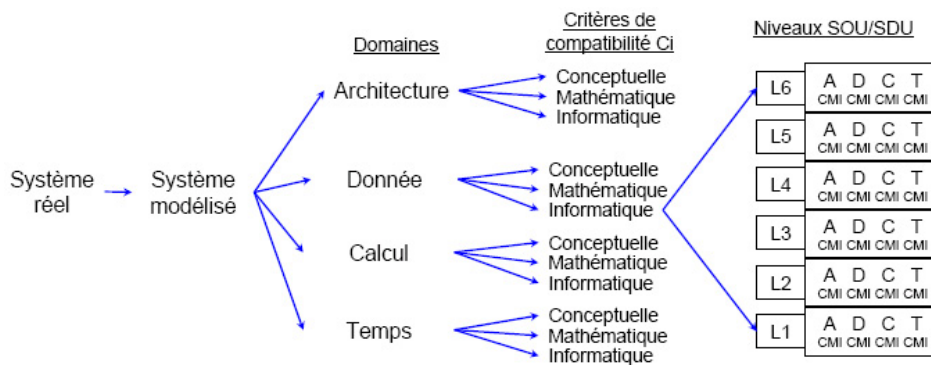 Domaines
Critères de
compatibilité Ci
Niveaux SOU/SDU
Système
réel
Système
modélisé
Architecture
Conceptuelle
Mathématique
Informatique
Donnée
Conceptuelle
Mathématique
Informatique
Calcul
Conceptuelle
Mathématique
Informatique
Temps
Conceptuelle
Mathématique
Informatique
L6 A D C T
CMI CMI CMI CMI
L5 A D C T
CMI CMI CMI CMI
L4 A D C T
CMI CMI CMI CMI
L3 A D C T
CMI CMI CMI CMI
L2 A D C T
CMI CMI CMI CMI
L1 A D C T
CMI CMI CMI CMI